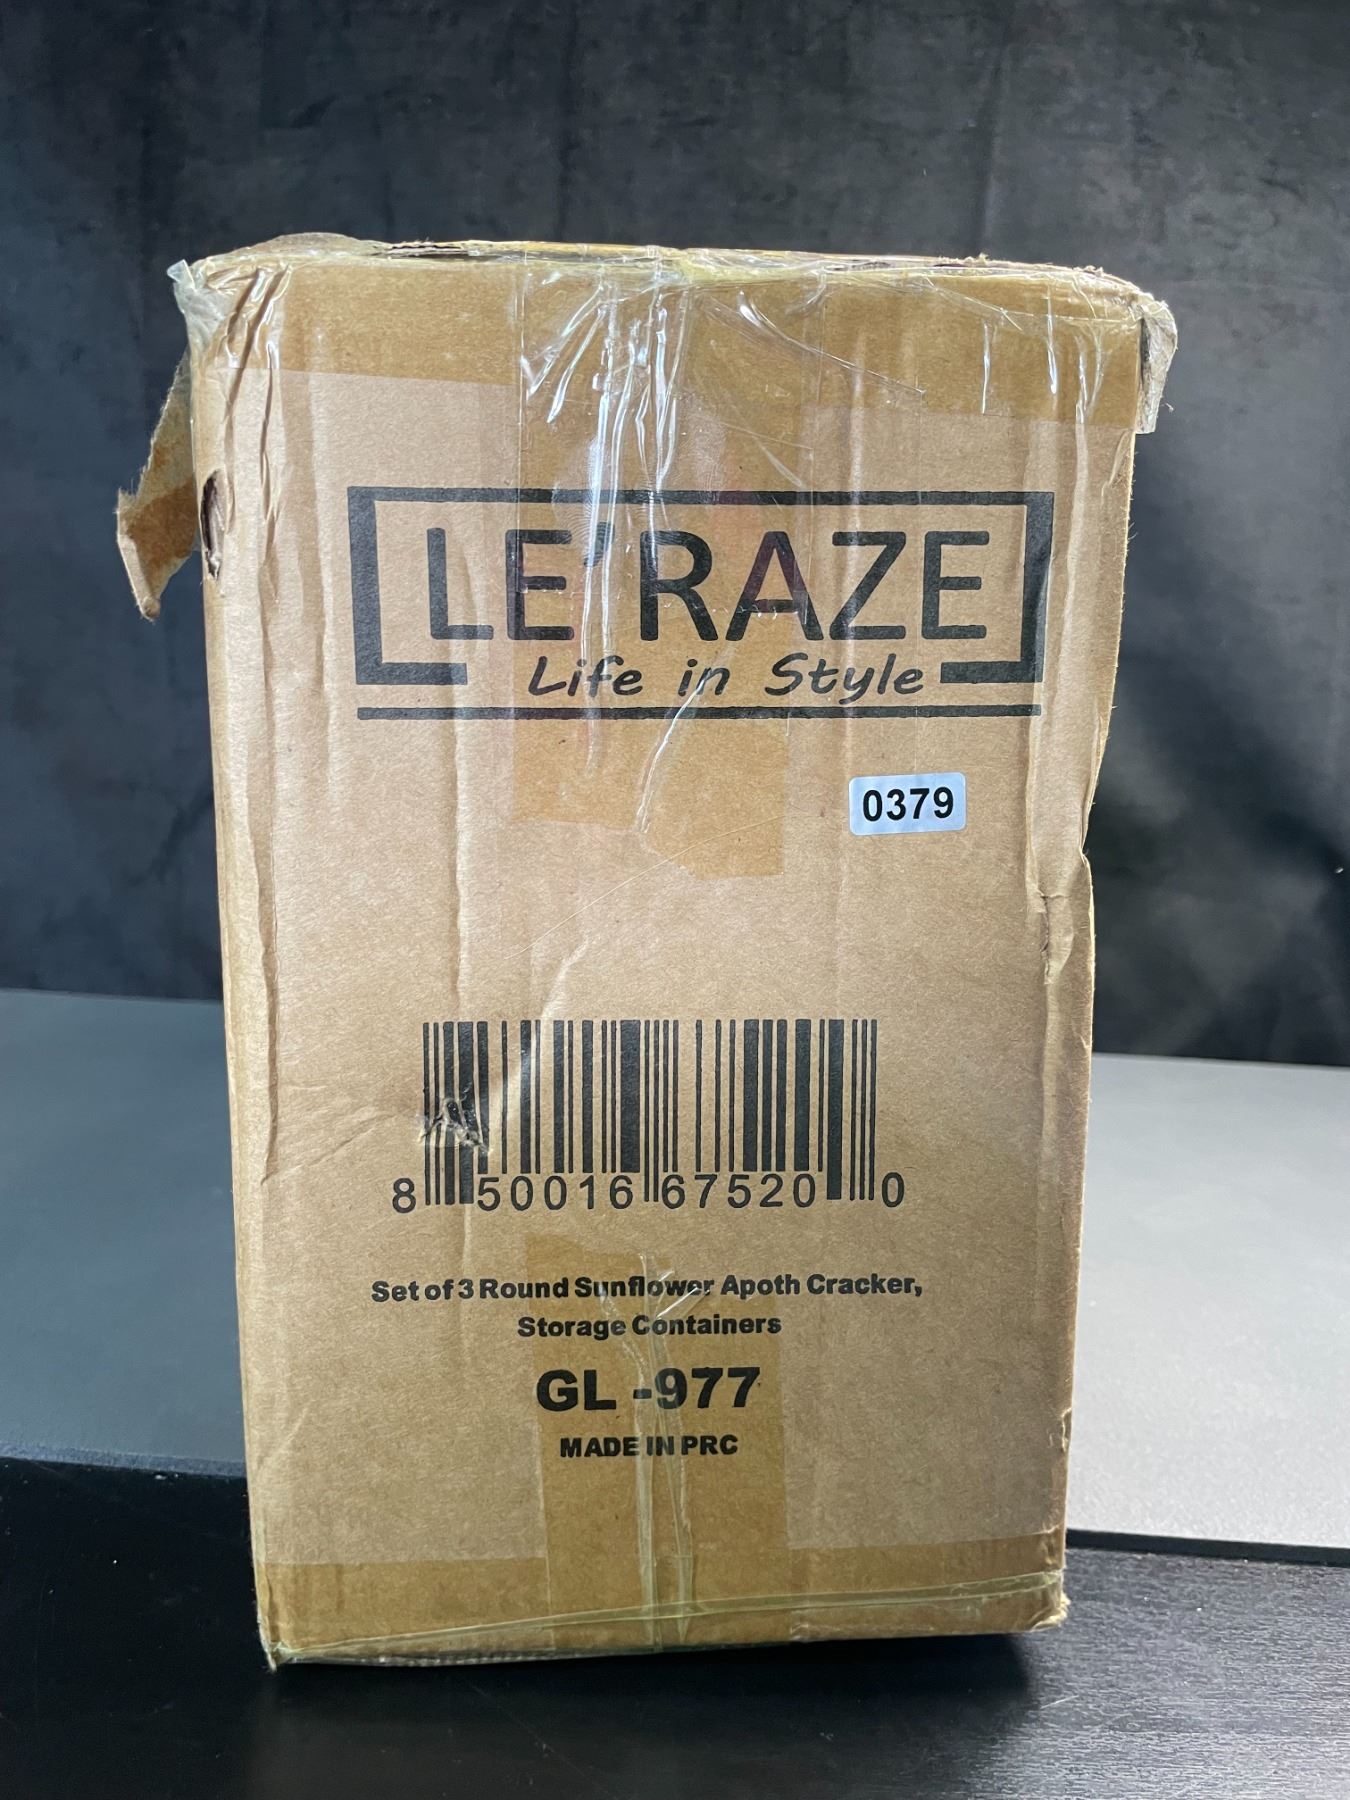 LE'RAZE
Life in Style
0379
8 50016 67520 0
Set of 3 Round Sunflower Apoth Cracker,
Storage Containers
GL -977
MADE IN PRC